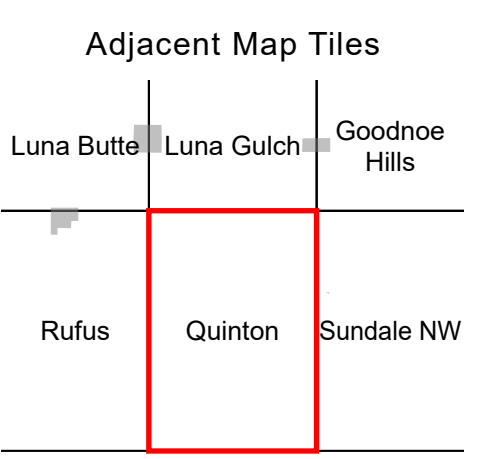 Adjacent Map Tiles
Luna Butte
Luna Gulch
Goodnoe
Hills
Rufus
Quinton
Sundale NW